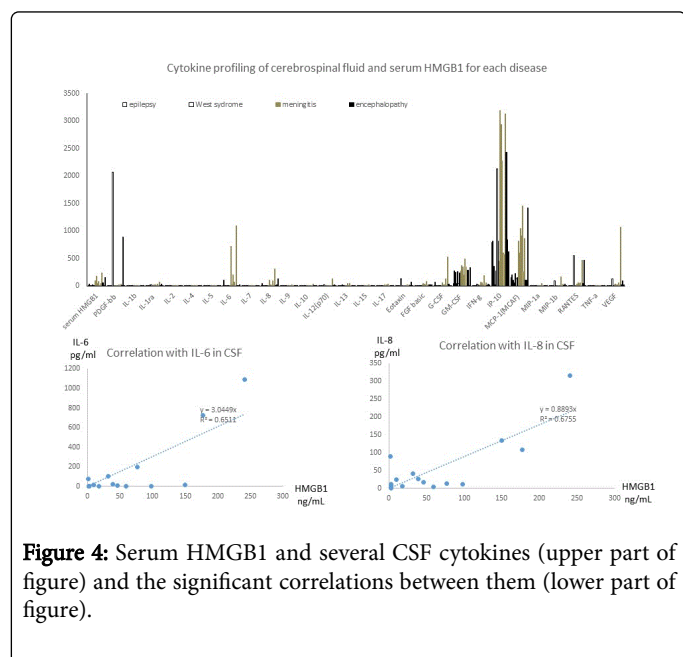 Cytokine profiling of cerebrospinal fluid and serum HMGB1 for each disease
3500
3000
2500
2000
1500
1000
500
0
epilepsy
West sydrome
meningitis
encephalopathy
serum HMGB1
PDGF-bb
IL-1b
IL-1ra
IL-2
IL-4
IL-5
IL-6
IL-7
IL-8
IL-9
IL-10
IL-12(p70)
IL-13
IL-15
IL-17
Eotaxin
FGF basic
G-CSF
GM-CSF
IFN-g
IP-10
MCP-1(MCAF)
MIP-1a
MIP-1b
RANTES
TNF-a
VEGF
IL-6
pg/ml
Correlation with IL-6 in CSF
1200
1000
800
600
400
200
0
y = 3.0449x
R² = 0.6511
0
50
100
150
200
250
300
HMGB1
ng/mL
IL-8
pg/ml
Correlation with IL-8 in CSF
350
300
250
200
150
100
50
0
y = 0.8893x
R² = 0.6755
0
50
100
150
200
250
300
HMGB1
ng/mL
Figure 4: Serum HMGB1 and several CSF cytokines (upper part of
figure) and the significant correlations between them (lower part of
figure).